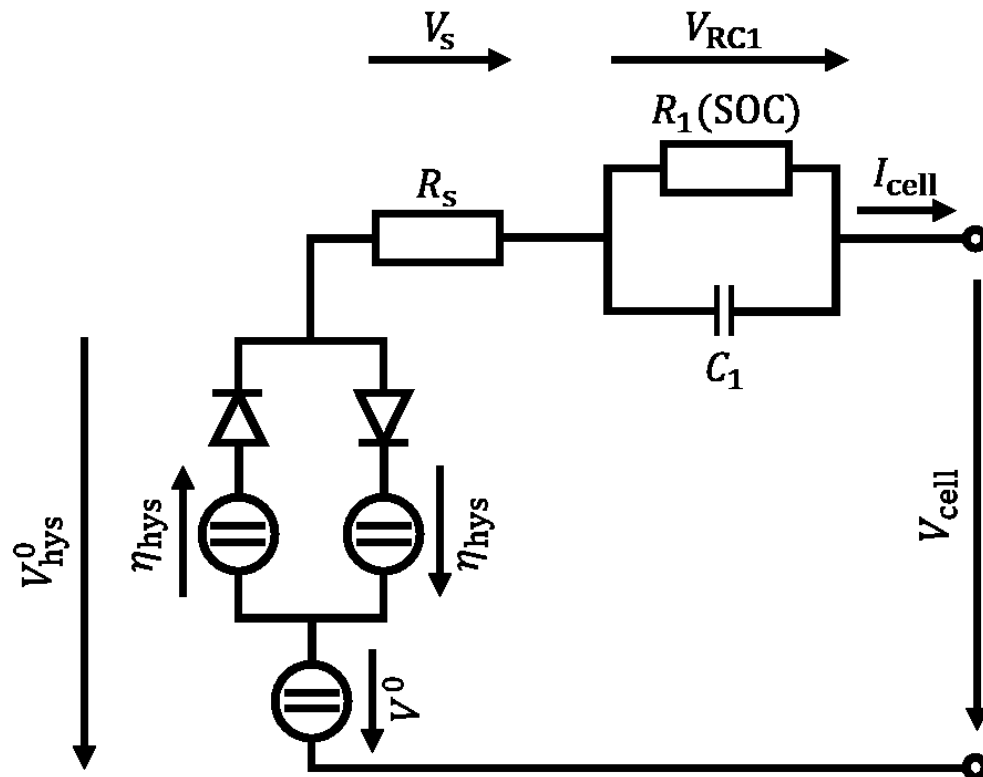 V_s
V_RC1
R_1(SOC)
R_s
I_cell
C_1
η_hys
η_hys
V^0_hys
V_cell
V^0